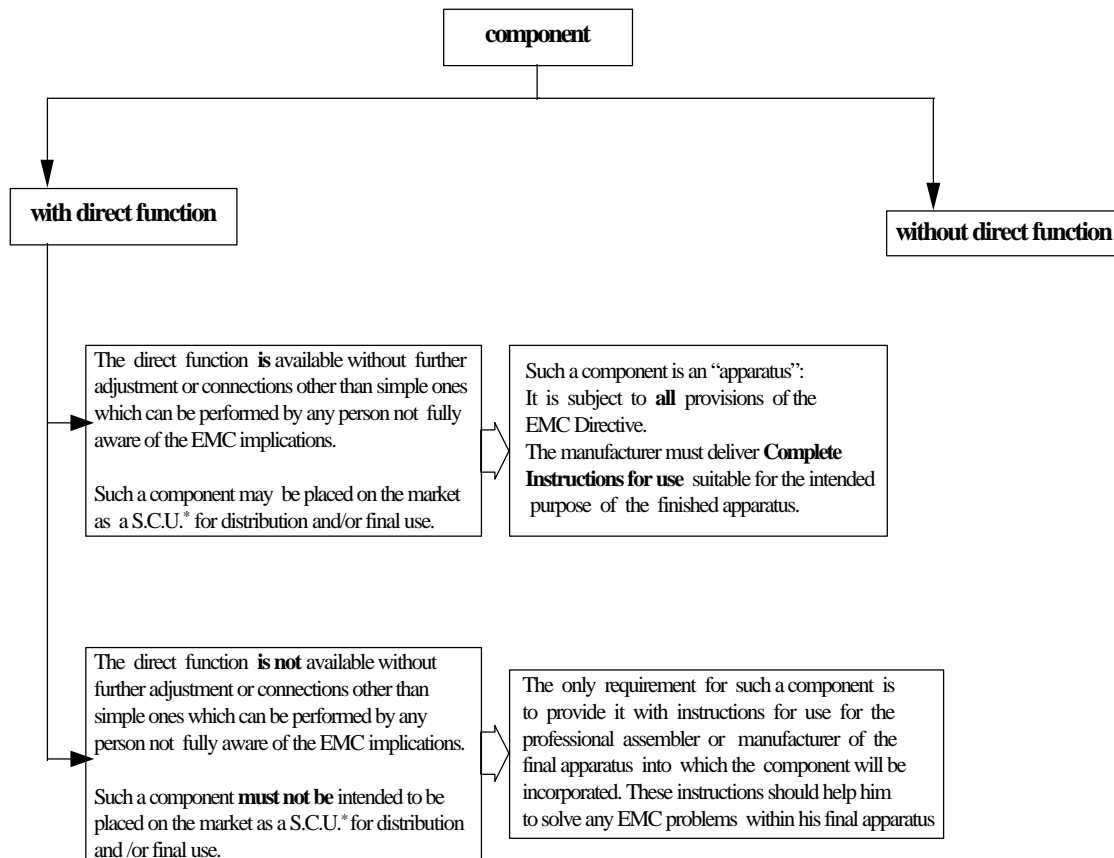 component
with direct function
without direct function
The direct function is available without further
adjustment or connections other than simple ones
which can be performed by any person not fully
aware of the EMC implications.
Such a component may be placed on the market
as a S.C.U.* for distribution and/or final use.
Such a component is an “apparatus”:
It is subject to all provisions of the
EMC Directive.
The manufacturer must deliver Complete
Instructions for use suitable for the intended
purpose of the finished apparatus.
The direct function is not available without
further adjustment or connections other than
simple ones which can be performed by any
person not fully aware of the EMC implications.
Such a component must not be intended to be
placed on the market as a S.C.U.* for distribution
and /or final use.
The only requirement for such a component is
to provide it with instructions for use for the
professional assembler or manufacturer of the
final apparatus into which the component will be
incorporated. These instructions should help him
to solve any EMC problems within his final apparatus